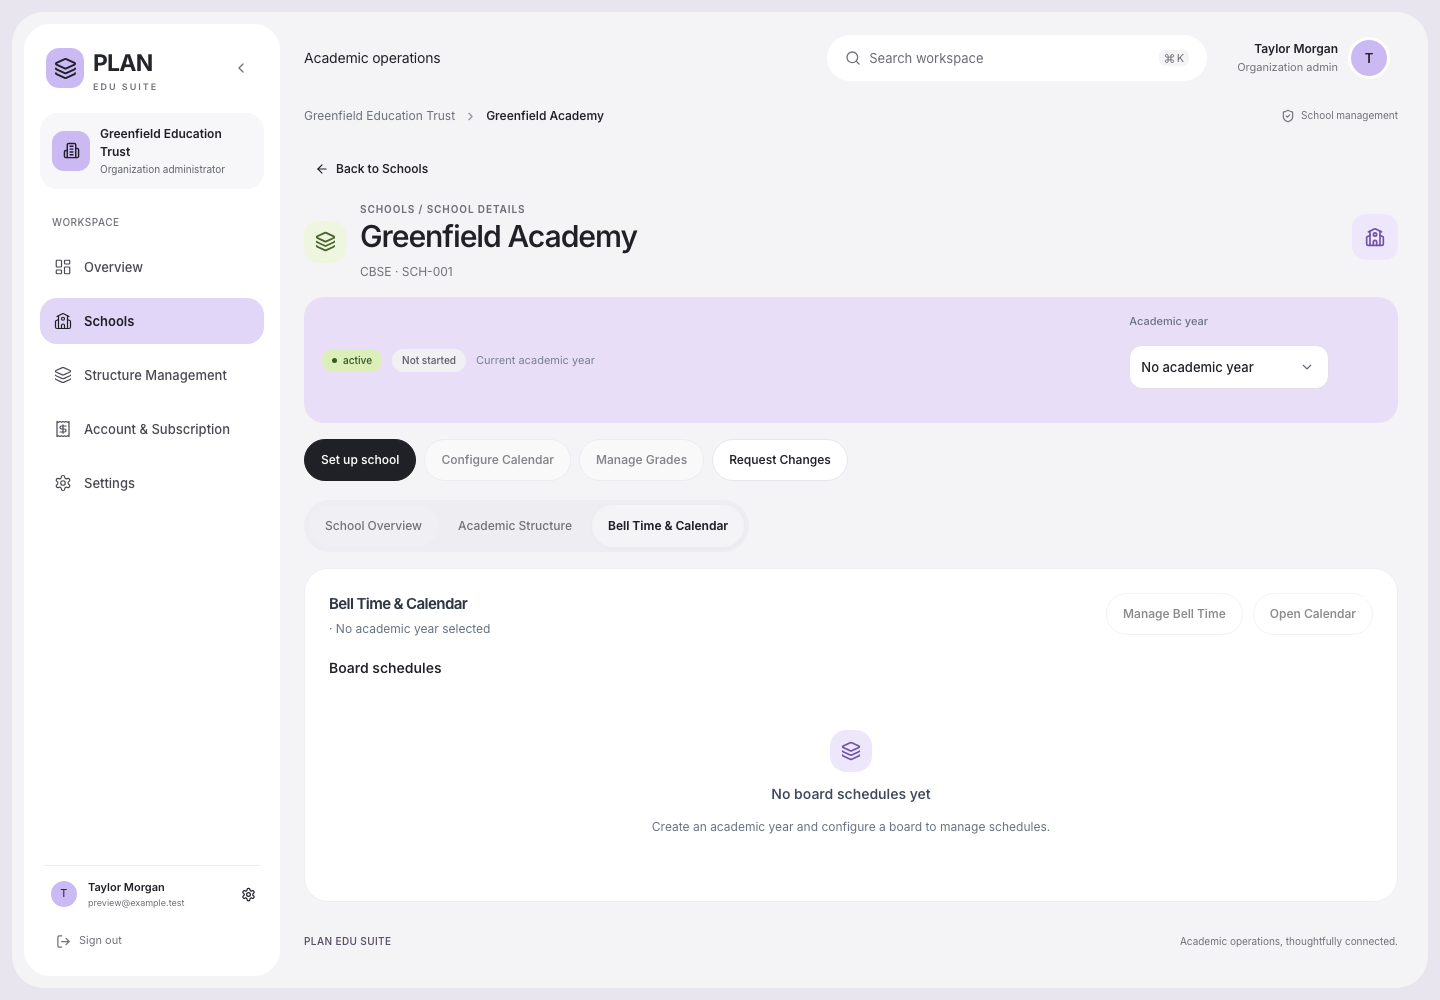 PLAN
EDU SUITE
Greenfield Education
Trust
Organization administrator
WORKSPACE
Overview
Schools
Structure Management
Account & Subscription
Settings
Taylor Morgan
preview@example.test
Sign out
Academic operations
Search workspace
⌘K
Taylor Morgan
Organization admin
T
Greenfield Education Trust
Greenfield Academy
School management
Back to Schools
SCHOOLS / SCHOOL DETAILS
Greenfield Academy
CBSE · SCH-001
active
Not started
Current academic year
Academic year
No academic year
Set up school
Configure Calendar
Manage Grades
Request Changes
School Overview
Academic Structure
Bell Time & Calendar
Bell Time & Calendar
· No academic year selected
Manage Bell Time
Open Calendar
Board schedules
No board schedules yet
Create an academic year and configure a board to manage schedules.
T
PLAN EDU SUITE
Academic operations, thoughtfully connected.